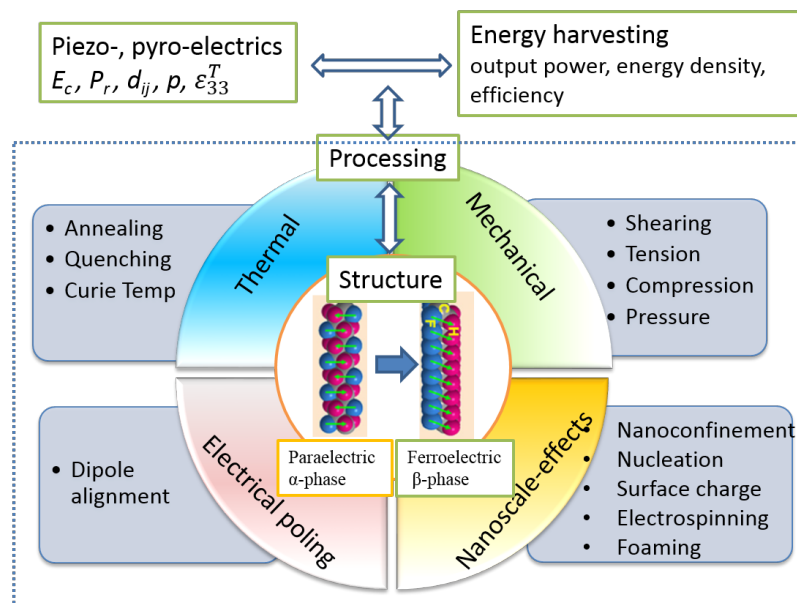 Piezo-, pyro-electrics
E_c, P_r, d_ij, p, ε_33^T
Energy harvesting
output power, energy density,
efficiency
Processing
• Annealing
• Quenching
• Curie Temp
Thermal
Mechanical
• Shearing
• Tension
• Compression
• Pressure
Structure
C
F
H
Paraelectric
α-phase
Ferroelectric
β-phase
• Dipole
alignment
Electrical poling
Nanoscale-effects
• Nanoconfinement
• Nucleation
• Surface charge
• Electrospinning
• Foaming